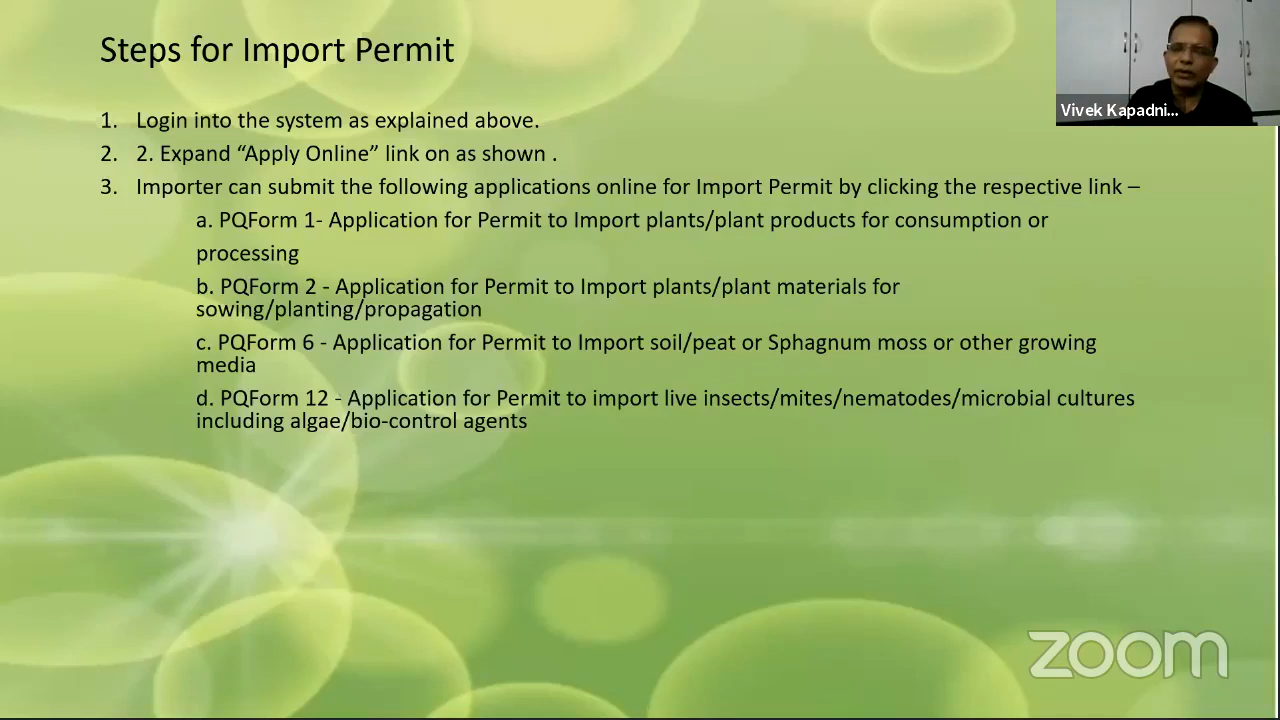 Steps for Import Permit
Vivek Kapadni...
1. Login into the system as explained above.
2. 2. Expand “Apply Online” link on as shown .
3. Importer can submit the following applications online for Import Permit by clicking the respective link –
a. PQForm 1- Application for Permit to Import plants/plant products for consumption or
processing
b. PQForm 2 - Application for Permit to Import plants/plant materials for
sowing/planting/propagation
c. PQForm 6 - Application for Permit to Import soil/peat or Sphagnum moss or other growing
media
d. PQForm 12 - Application for Permit to import live insects/mites/nematodes/microbial cultures
including algae/bio-control agents
zoom